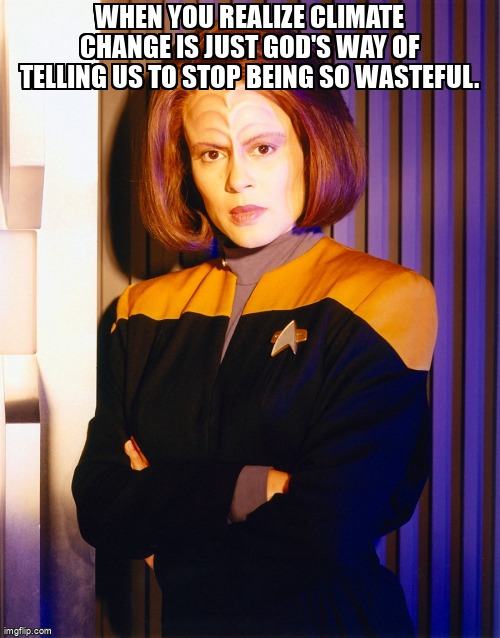 WHEN YOU REALIZE CLIMATE
CHANGE IS JUST GOD'S WAY OF
TELLING US TO STOP BEING SO WASTEFUL.
imgflip.com